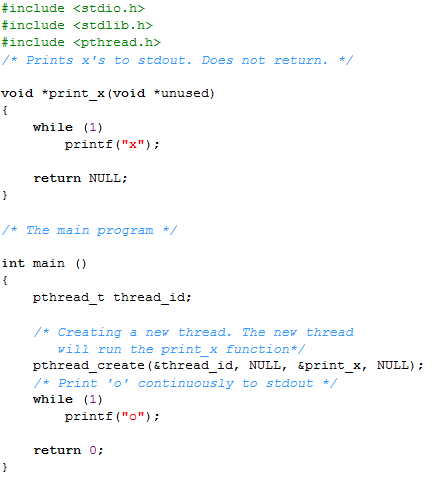 #include <stdio.h>
#include <stdlib.h>
#include <pthread.h>
/* Prints x's to stdout. Does not return. */
void *print_x(void *unused)
{
while (1)
printf("x");
return NULL;
}
/* The main program */
int main ()
{
pthread_t thread_id;
/* Creating a new thread. The new thread
will run the print_x function*/
pthread_create(&thread_id, NULL, &print_x, NULL);
/* Print 'o' continuously to stdout */
while (1)
printf("o");
return 0;
}